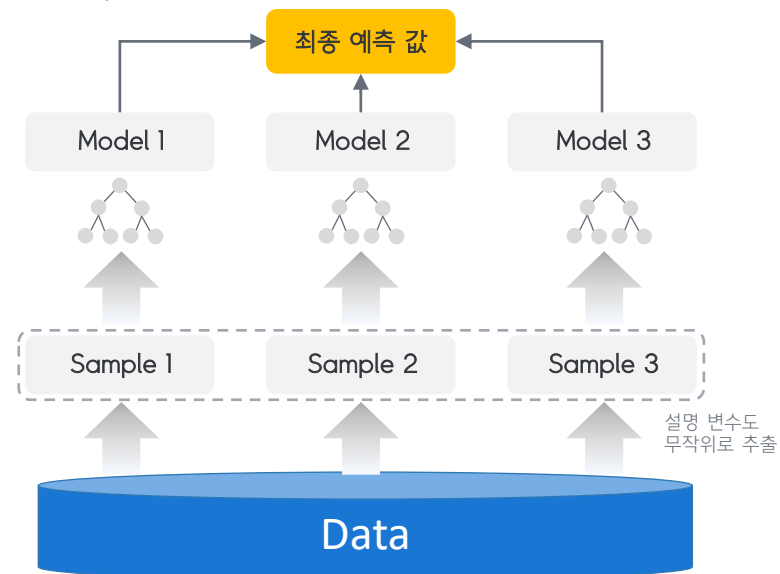 최종 예측 값
Model 1
Model 2
Model 3
Sample 1
Sample 2
Sample 3
설명 변수도
무작위로 추출
Data